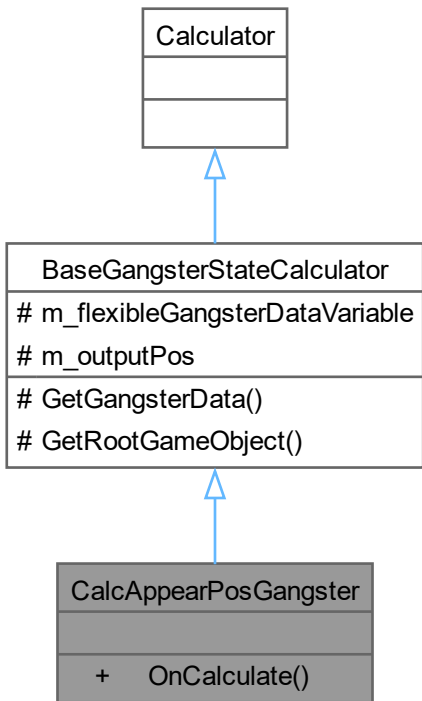 Calculator
BaseGangsterStateCalculator
# m_flexibleGangsterDataVariable
# m_outputPos
# GetGangsterData()
# GetRootGameObject()
CalcAppearPosGangster
+ OnCalculate()